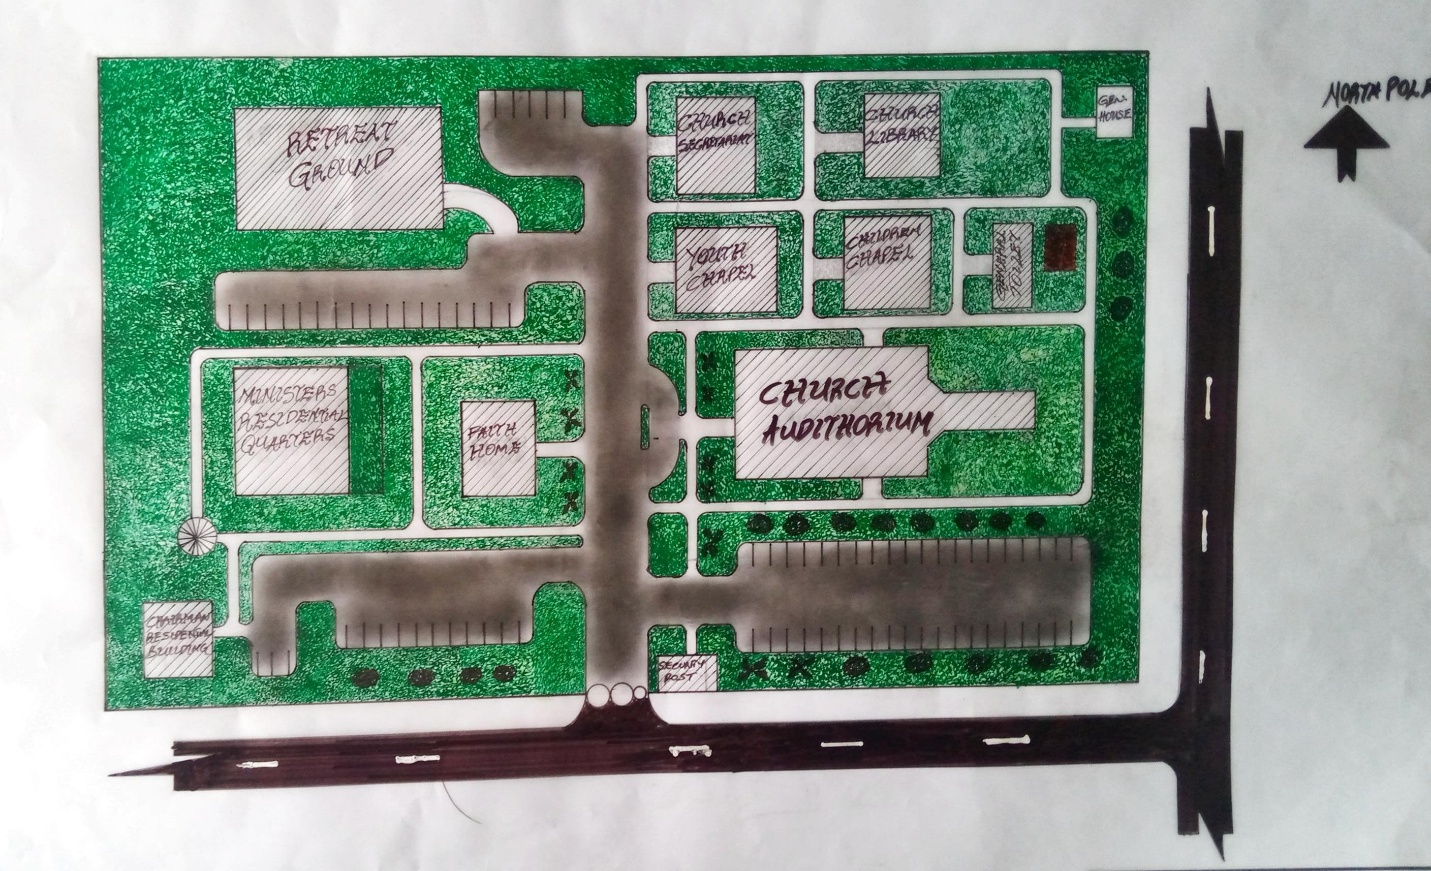 NORTH POLE
GEN-
HOUSE
RETREAT
GROUND
CHURCH
SECRETARIAT
CHURCH
LIBRARY
YOUTH
CHAPEL
CHILDREN
CHAPEL
TOILET
MINISTERS
RESIDENTIAL
QUARTERS
FAITH
HOME
CHURCH
AUDITHORIUM
CHAIRMAN
RESIDENTIAL
BUILDING
SECURITY
POST